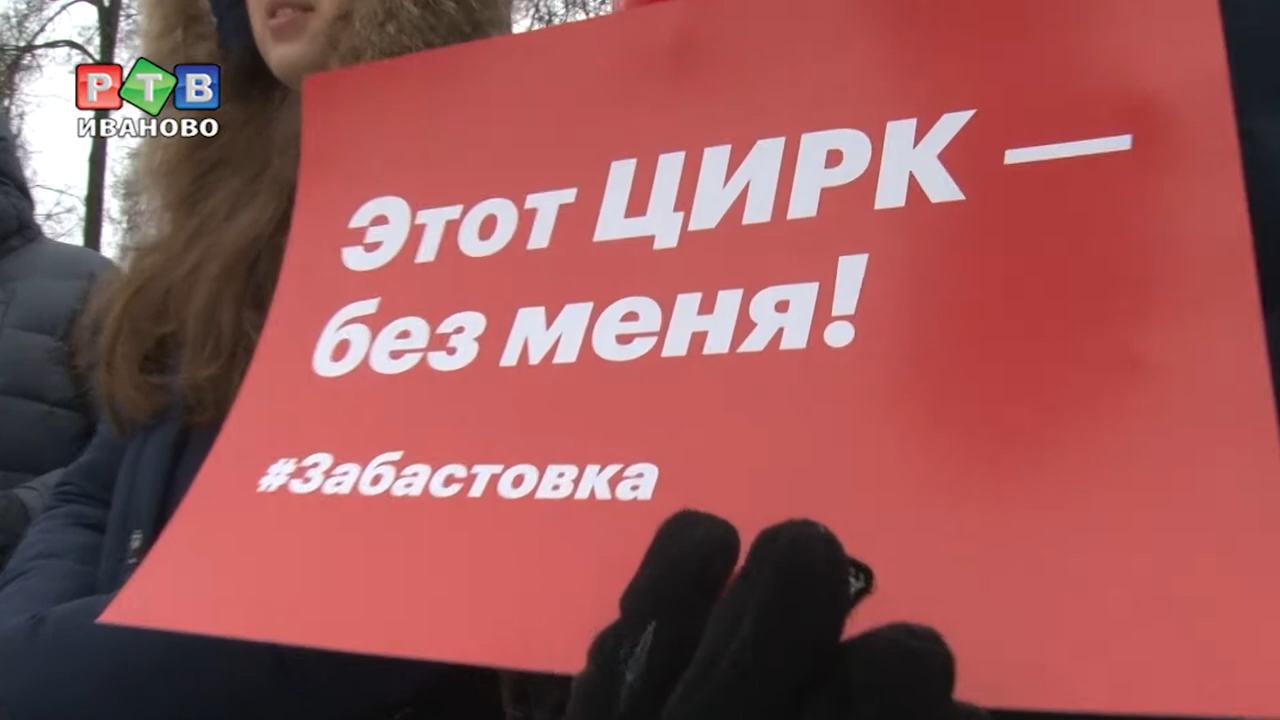 РТВ
ИВАНОВО
Этот ЦИРК —
без меня!
#Забастовка